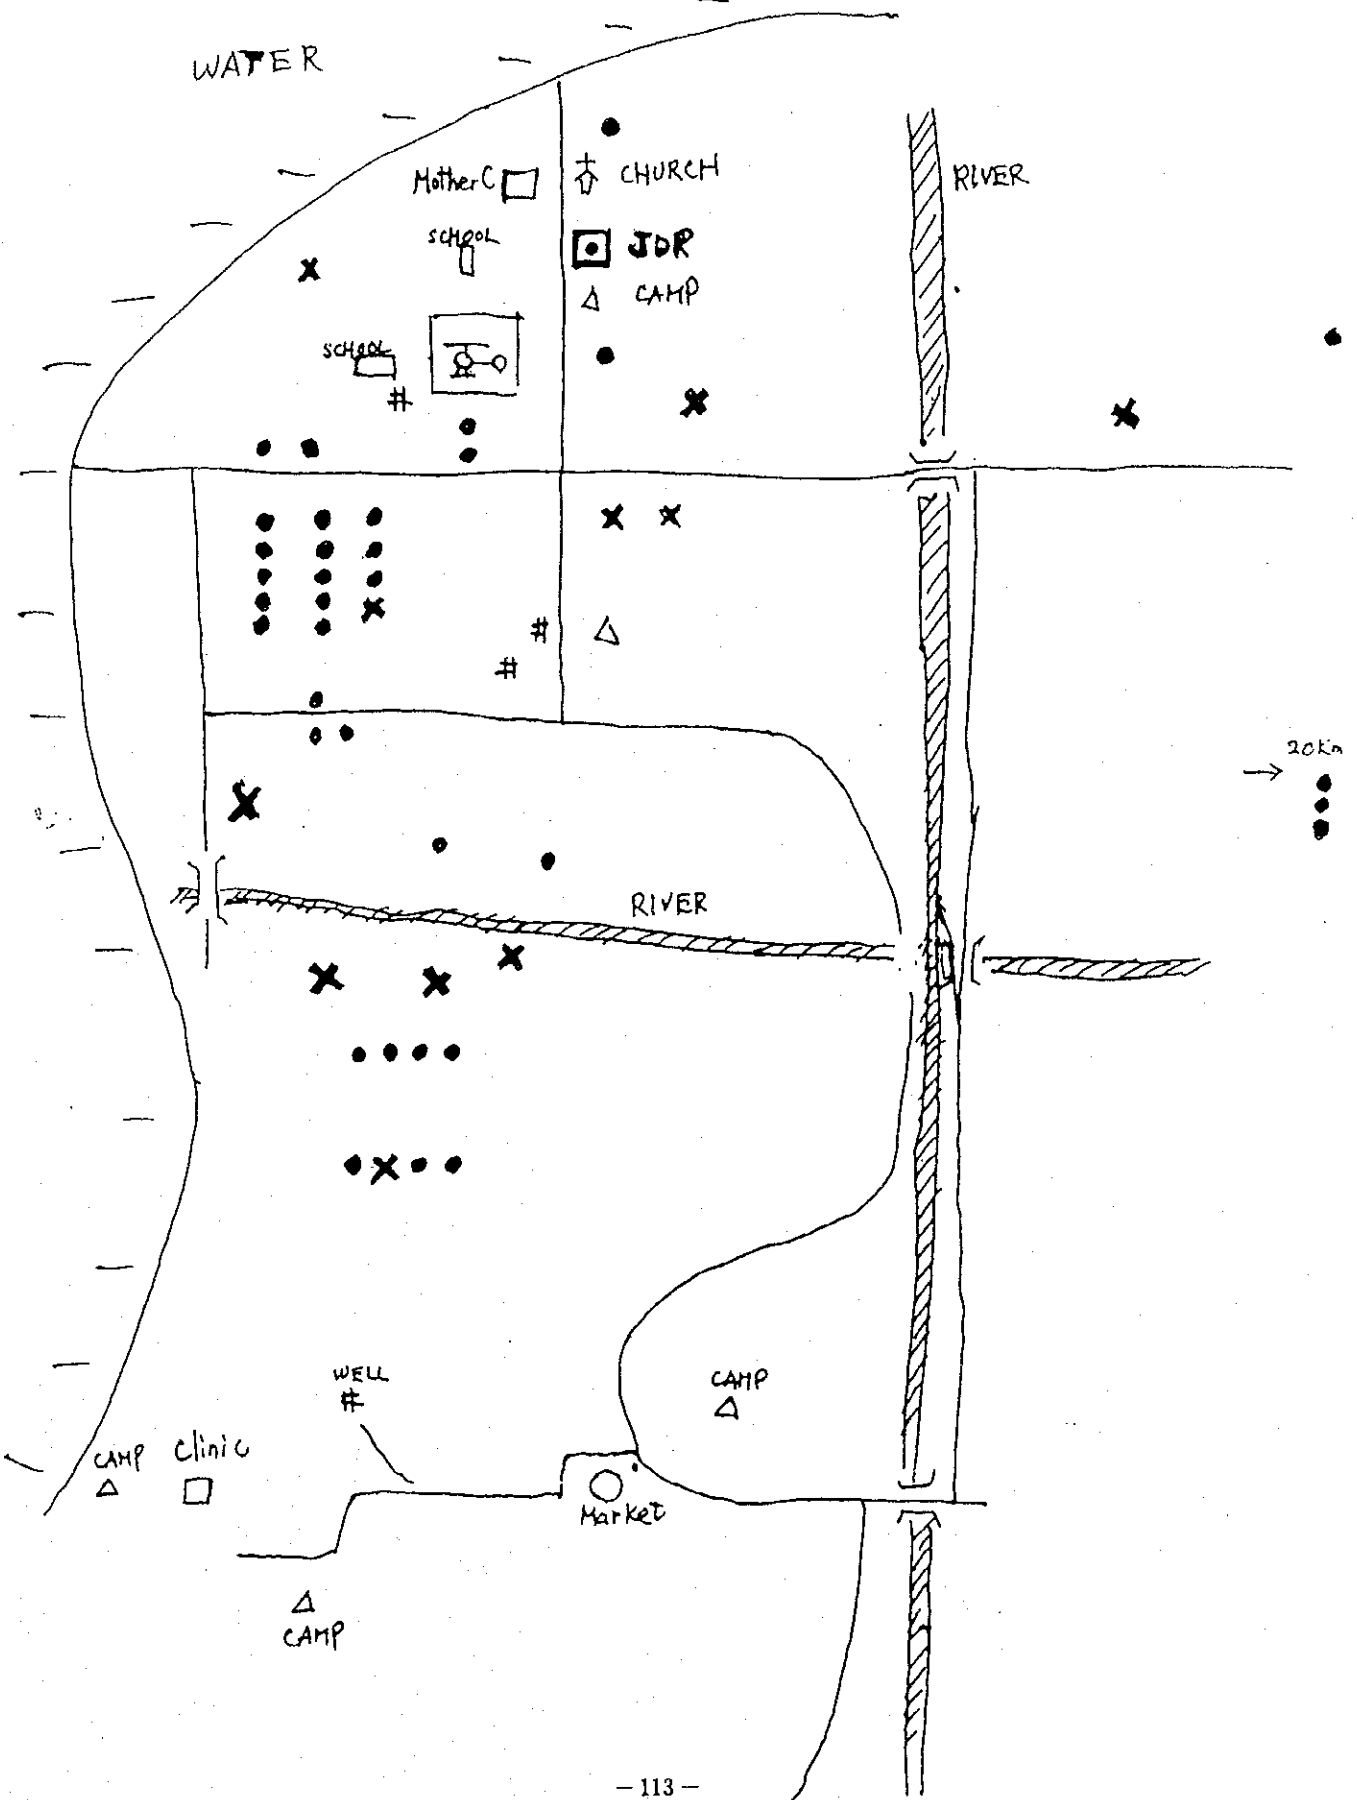 WATER
Mother C
CHURCH
RIVER
SCHOOL
JDR
CAMP
SCHOOL
20Km
RIVER
WELL
CAMP
CAMP
Clinic
Market
CAMP
－113－